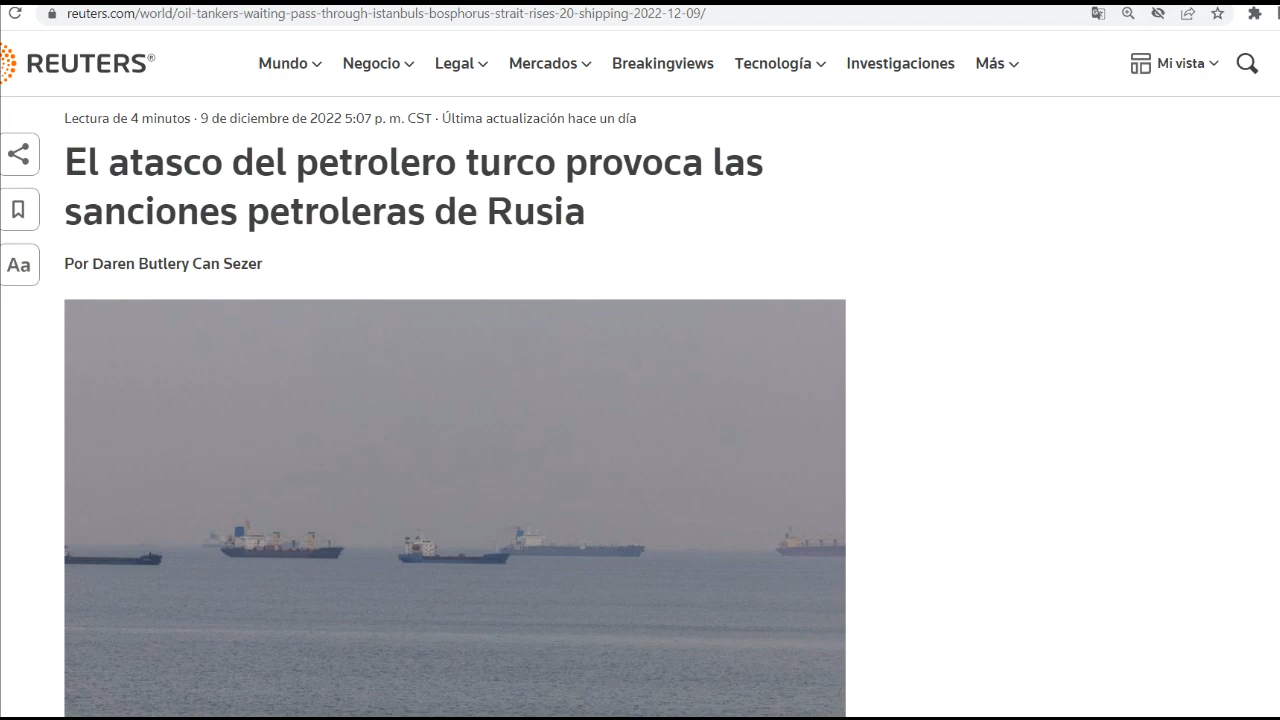 reuters.com/world/oil-tankers-waiting-pass-through-istanbuls-bosphorus-strait-rises-20-shipping-2022-12-09/
REUTERS®
Mundo Negocio Legal Mercados Breakingviews Tecnología Investigaciones Más Mi vista
Lectura de 4 minutos · 9 de diciembre de 2022 5:07 p. m. CST · Última actualización hace un día
El atasco del petrolero turco provoca las
sanciones petroleras de Rusia
Aa
Por Daren Butlery Can Sezer